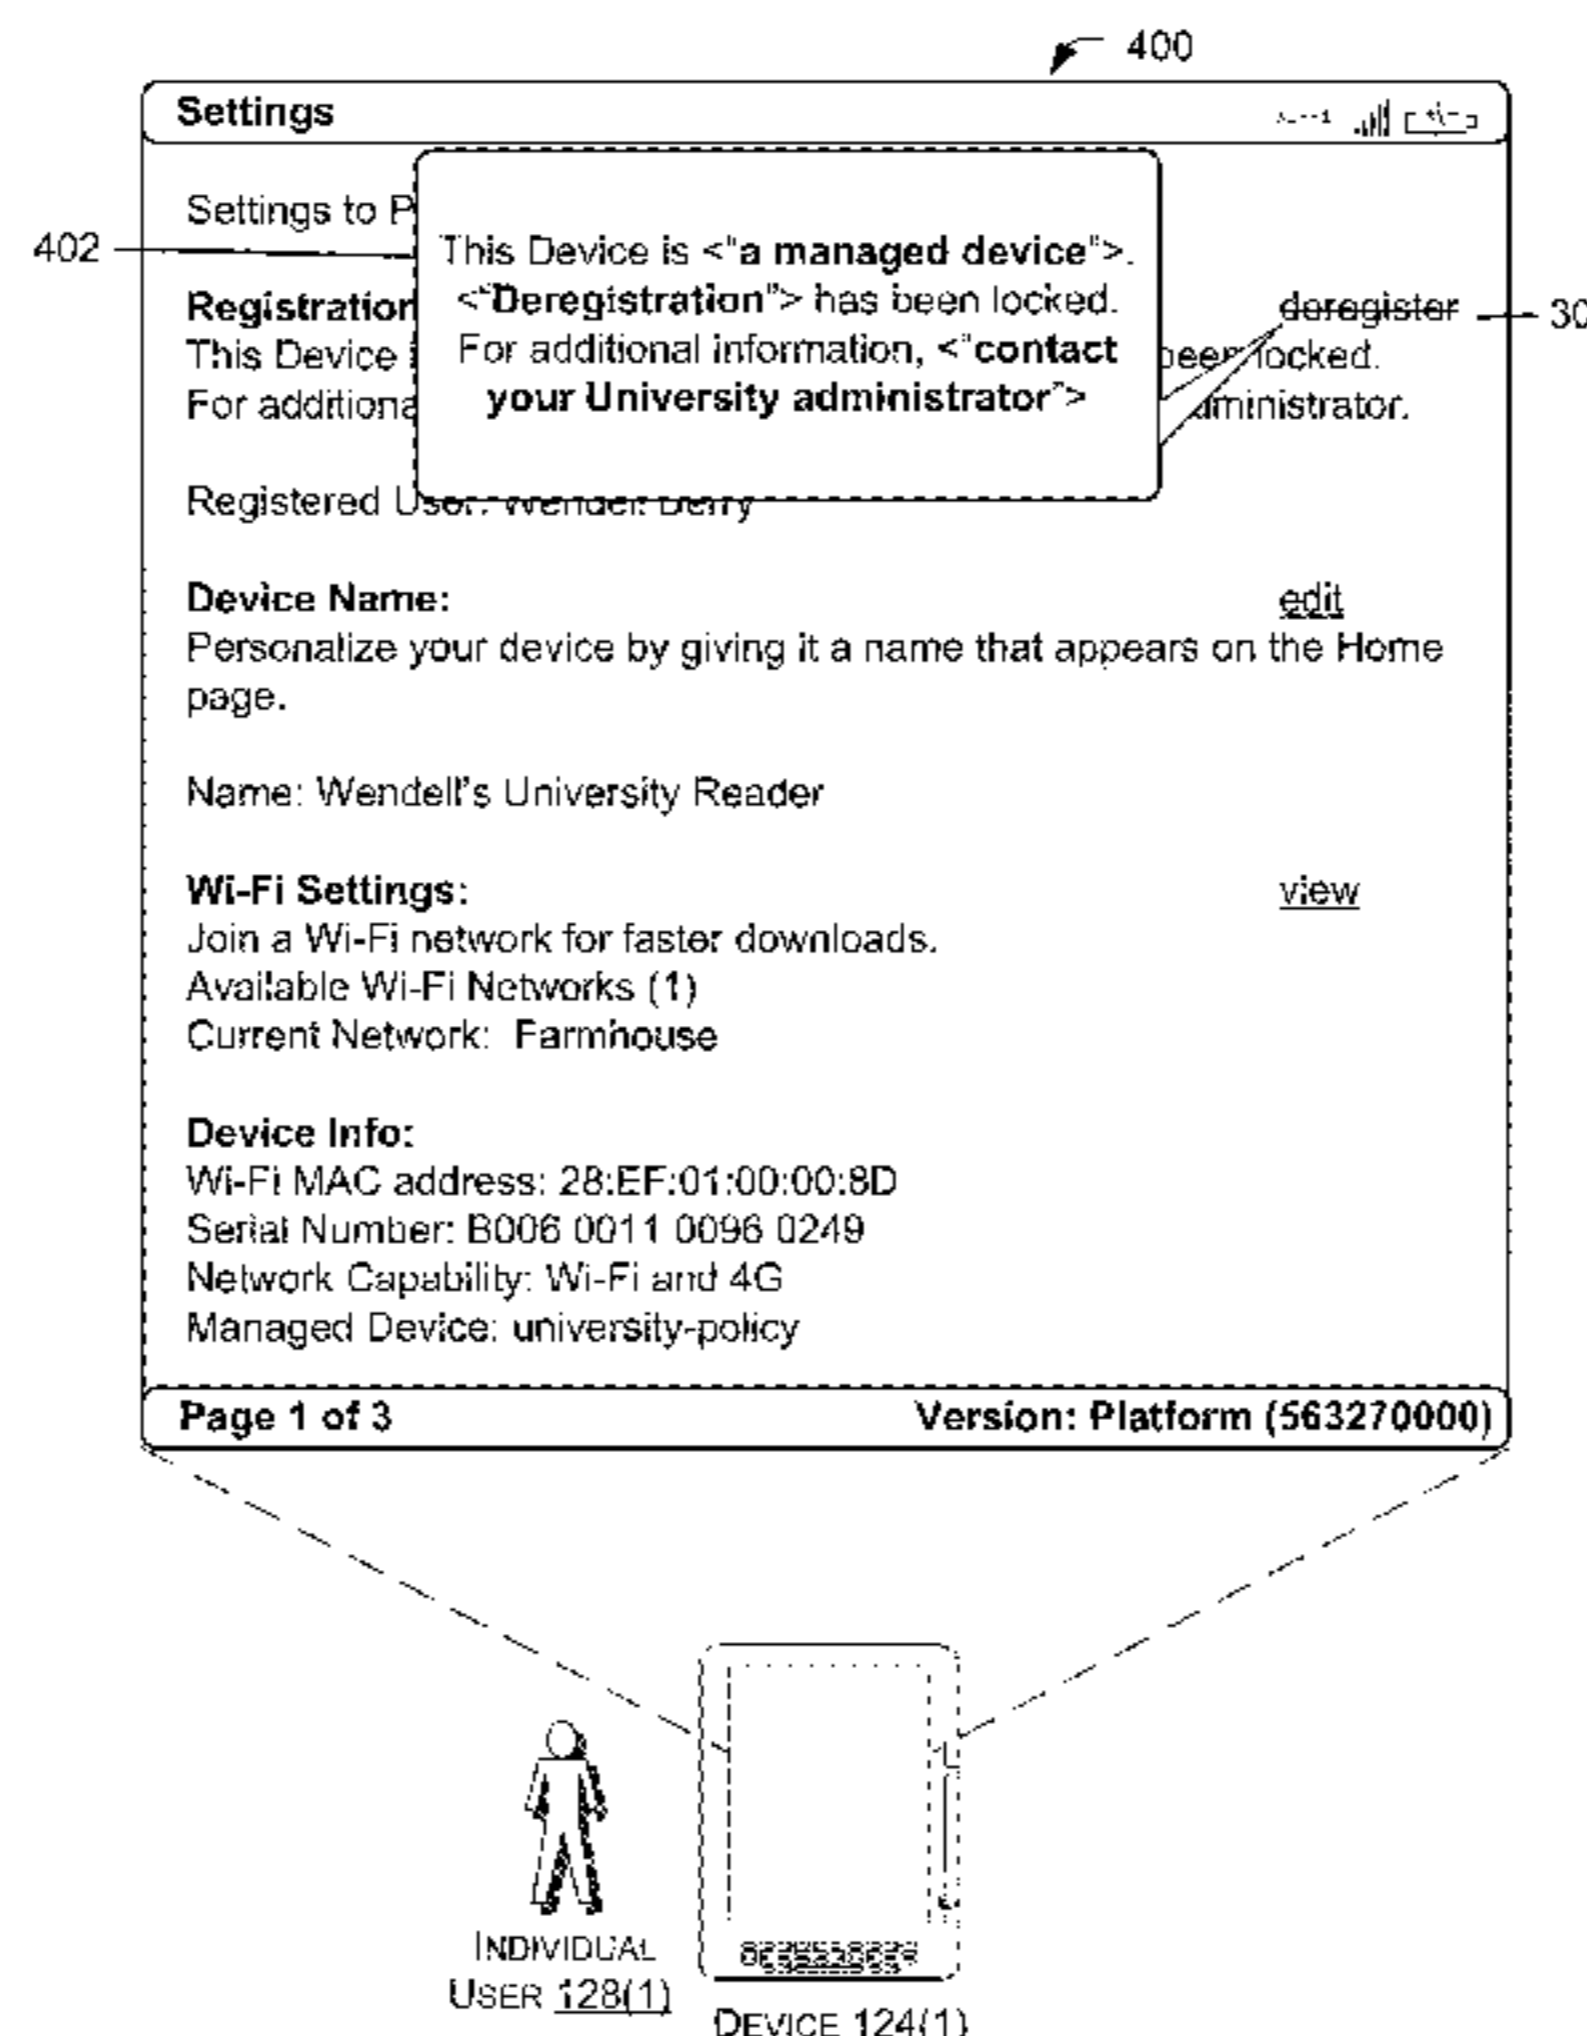 400
Settings
Settings to P
402
This Device is <"a managed device">.
<"Deregistration"> has been locked.
For additional information, <"contact
your University administrator">
Registration
deregister
30
This Device
been locked.
For additiona
ministrator.
Registered User: Wendell Berry
Device Name:
edit
Personalize your device by giving it a name that appears on the Home
page.
Name: Wendell's University Reader
Wi-Fi Settings:
view
Join a Wi-Fi network for faster downloads.
Available Wi-Fi Networks (1)
Current Network: Farmhouse
Device Info:
Wi-Fi MAC address: 28:EF:01:00:00:8D
Serial Number: B006 0011 0096 0249
Network Capability: Wi-Fi and 4G
Managed Device: university-policy
Page 1 of 3
Version: Platform (563270000)
INDIVIDUAL
USER 128(1)
DEVICE 124(1)